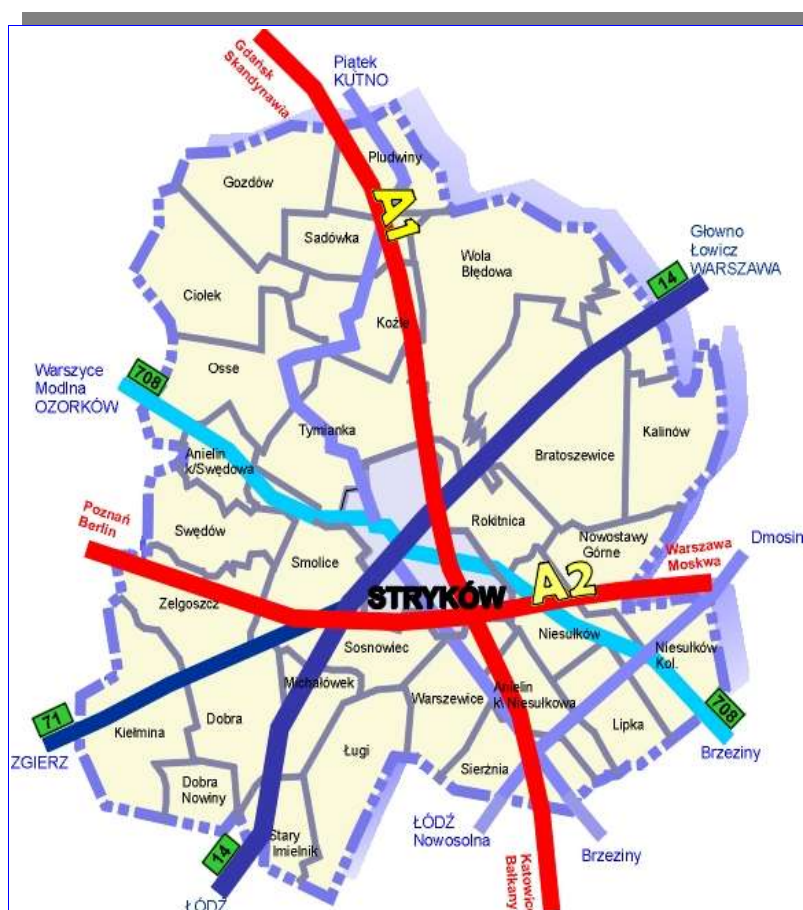 Gdańsk
Skandynawia
Piątek
KUTNO
Pludwiny
Gozdów
A1
Sadówka
Głowno
Łowicz
WARSZAWA
Wola
Błędowa
14
Ciołek
Koźle
Osse
Warszyce
Modlna
OZORKÓW
708
Tymianka
Kalinów
Anielin
k/Swędowa
Bratoszewice
Poznań
Berlin
Swędów
Rokitnica
Nowostawy
Górne
Dmosin
Smolice
Warszawa
Moskwa
A2
STRYKÓW
Zelgoszcz
Niesułków
Sosnowiec
Niesułków
Kol.
Michałówek
Warszewice
Anielin
k. Niesułkowa
71
Dobra
Kiełmina
Lipka
708
ZGIERZ
Ługi
Brzeziny
Sierżnia
Dobra
Nowiny
ŁÓDŹ
Nowosolna
Stary
Imielnik
14
Brzeziny
Katowice
Bałkany
ŁÓDŹ